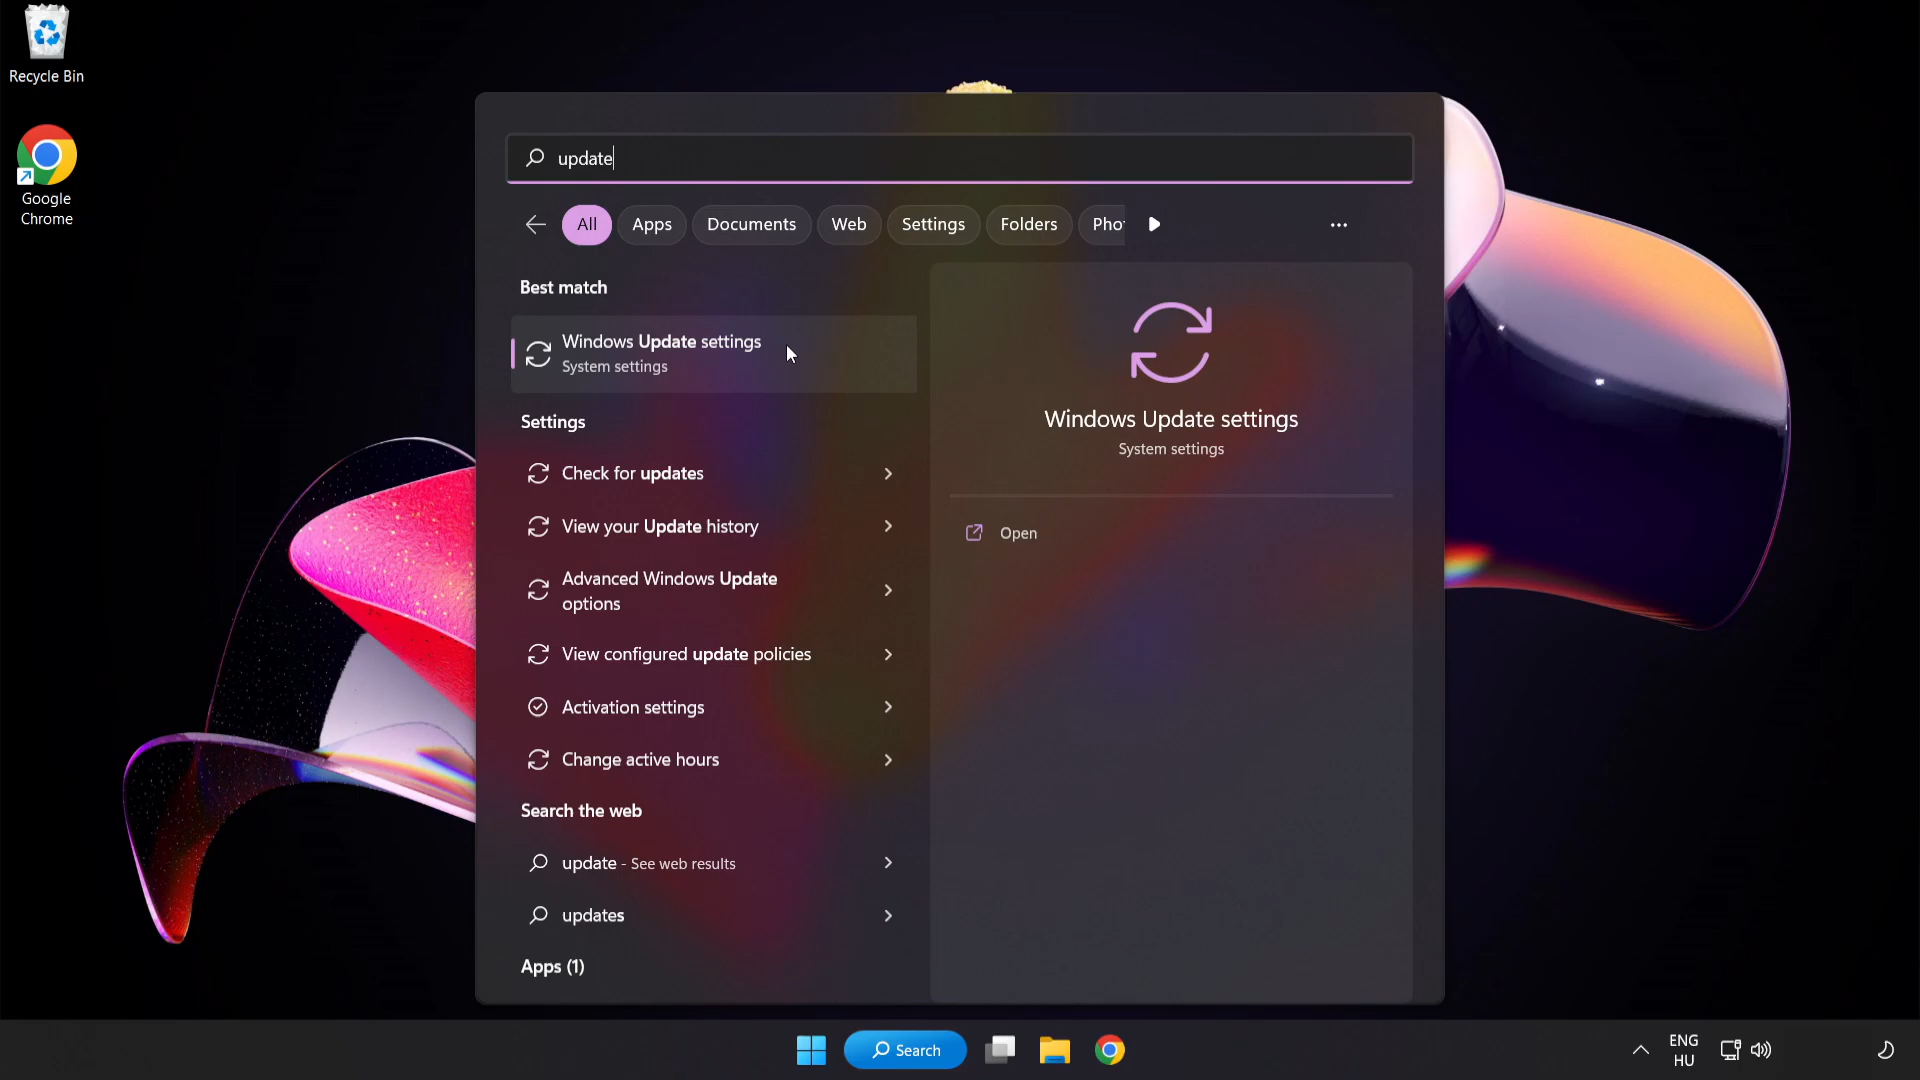 Recycle Bin
Google
Chrome
update
All
Apps
Documents
Web
Settings
Folders
Best match
Windows Update settings
System settings
Settings
Check for updates
View your Update history
Advanced Windows Update
options
View configured update policies
Activation settings
Change active hours
Search the web
update - See web results
updates
Apps (1)
Windows Update settings
System settings
Open
Search
ENG
HU